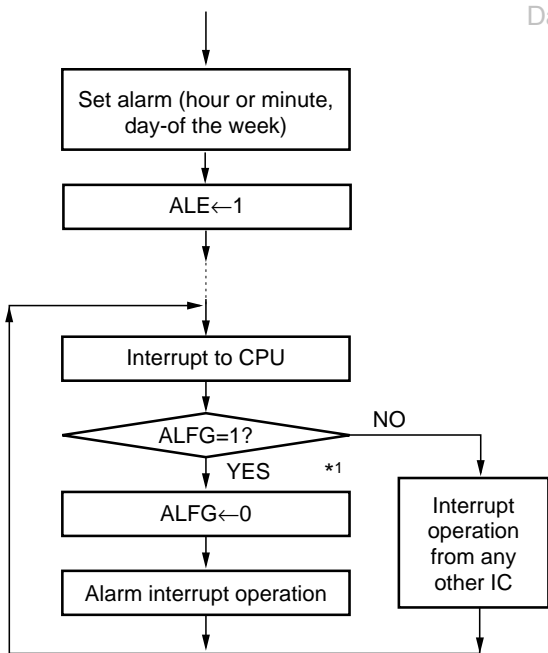 Da
Set alarm (hour or minute,
day-of the week)
ALE←1
Interrupt to CPU
ALFG=1?
NO
YES
*1
ALFG←0
Interrupt
operation
from any
other IC
Alarm interrupt operation